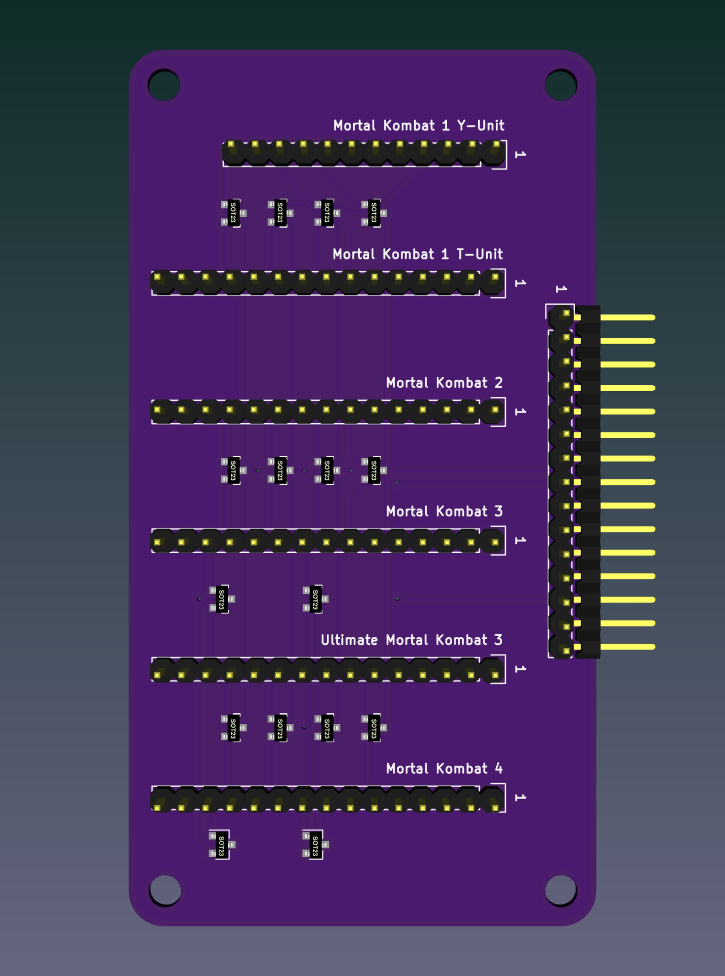 Mortal Kombat 1 Y-Unit
1
SOT23 SOT23 SOT23 SOT23
Mortal Kombat 1 T-Unit
1
1
Mortal Kombat 2
1
SOT23 SOT23 SOT23 SOT23
Mortal Kombat 3
1
SOT23 SOT23
Ultimate Mortal Kombat 3
1
SOT23 SOT23 SOT23 SOT23
Mortal Kombat 4
1
SOT23 SOT23